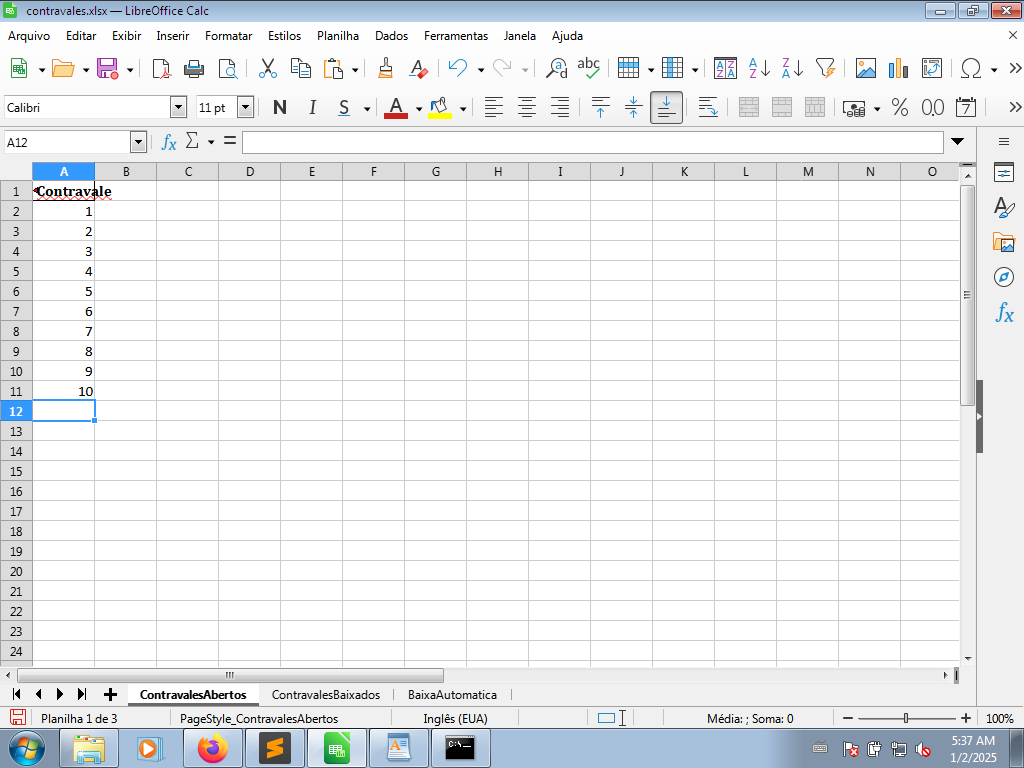 contravales.xlsx — LibreOffice Calc
Arquivo Editar Exibir Inserir Formatar Estilos Planilha Dados Ferramentas Janela Ajuda
Calibri 11 pt N I S A
A12 fx Σ =
A B C D E F G H I J K L M N O
1 Contravale
2 1
3 2
4 3
5 4
6 5
7 6
8 7
9 8
10 9
11 10
12
13
14
15
16
17
18
19
20
21
22
23
24
ContravalesAbertos ContravalesBaixados BaixaAutomatica
Planilha 1 de 3 PageStyle_ContravalesAbertos Inglês (EUA) Média: ; Soma: 0 100%
5:37 AM
1/2/2025